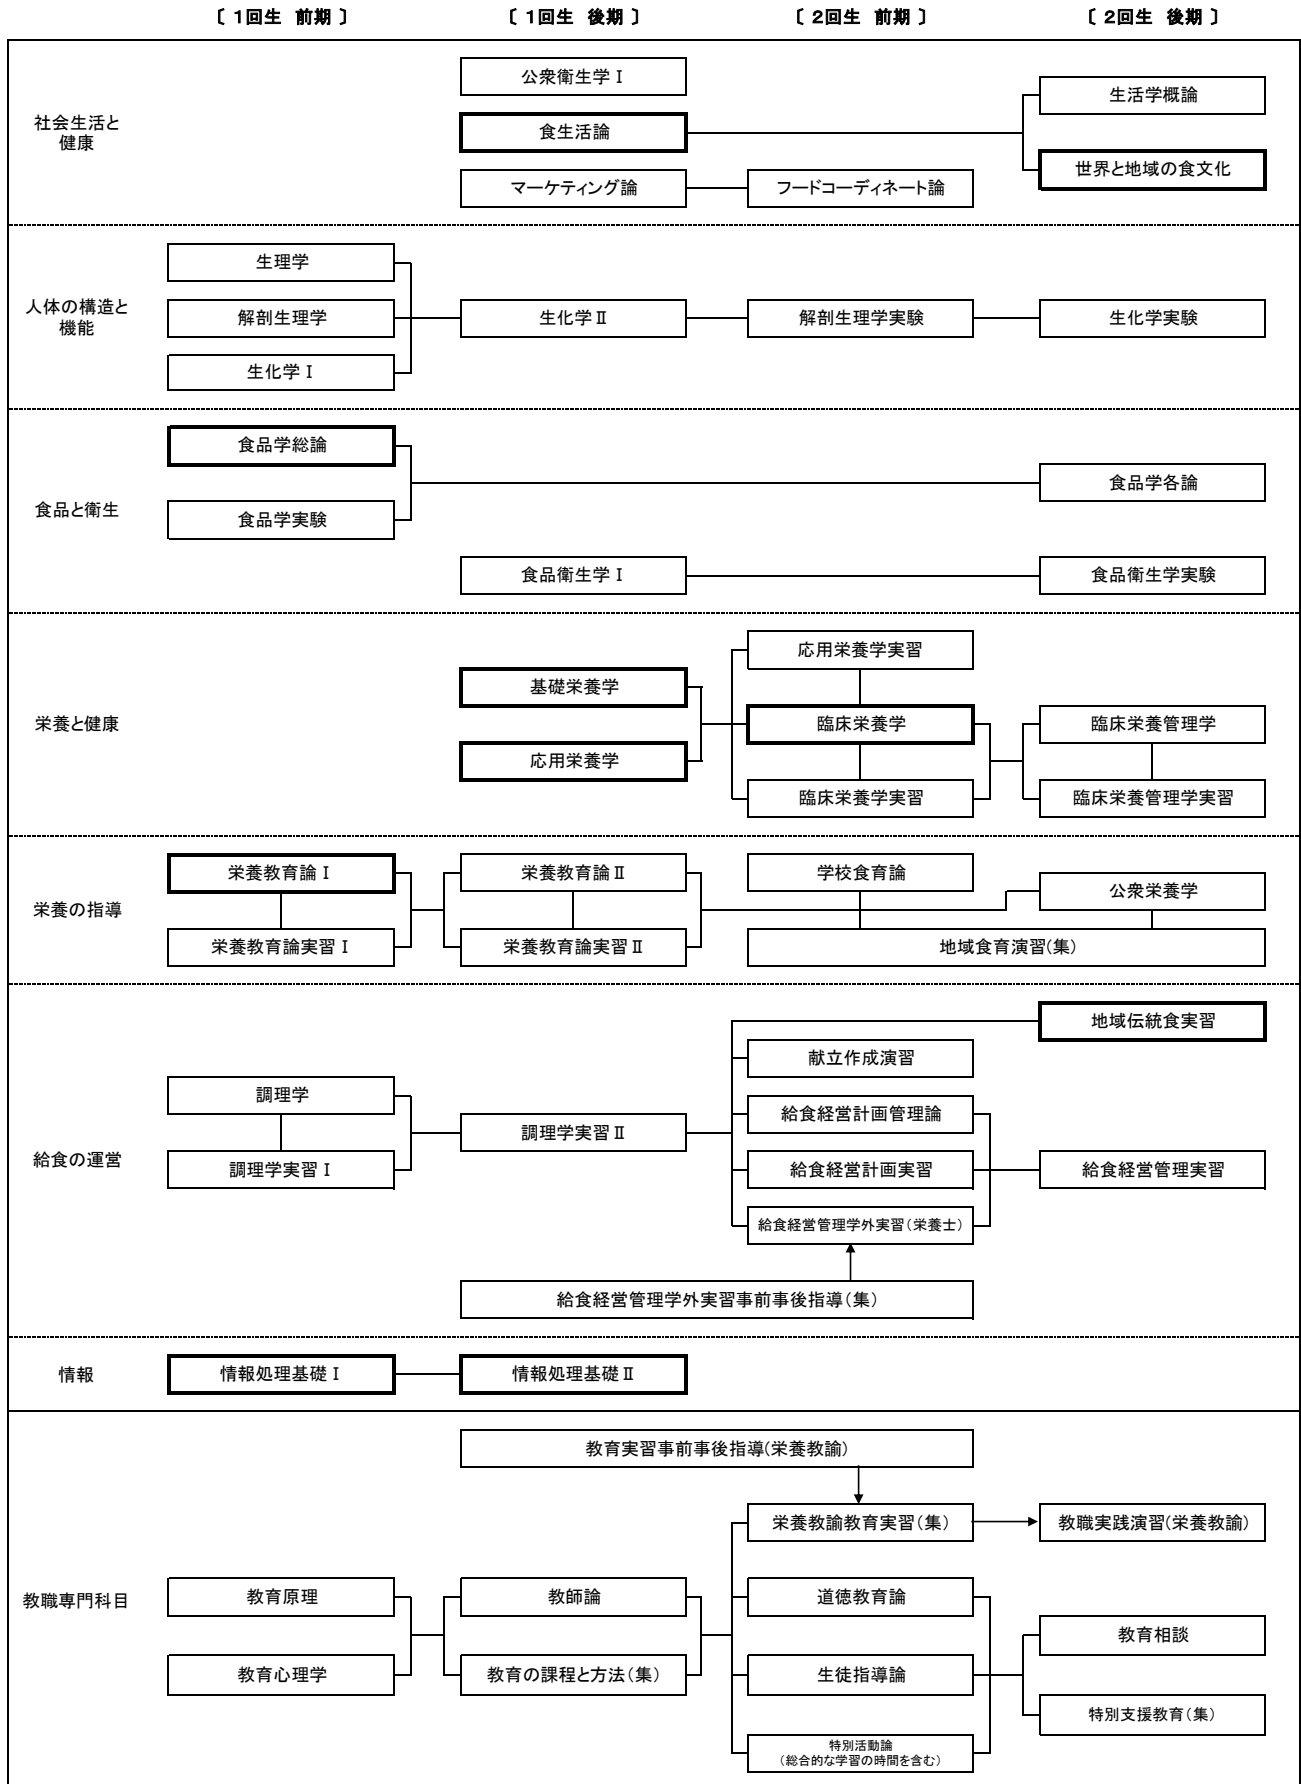 〔 1回生 前期 〕
〔 1回生 後期 〕
〔 2回生 前期 〕
〔 2回生 後期 〕
社会生活と
健康
公衆衛生学Ⅰ
食生活論
マーケティング論
フードコーディネート論
生活学概論
世界と地域の食文化
人体の構造と
機能
生理学
解剖生理学
生化学Ⅰ
生化学Ⅱ
解剖生理学実験
生化学実験
食品と衛生
食品学総論
食品学実験
食品衛生学Ⅰ
食品学各論
食品衛生学実験
栄養と健康
基礎栄養学
応用栄養学
応用栄養学実習
臨床栄養学
臨床栄養学実習
臨床栄養管理学
臨床栄養管理学実習
栄養の指導
栄養教育論Ⅰ
栄養教育論実習Ⅰ
栄養教育論Ⅱ
栄養教育論実習Ⅱ
学校食育論
公衆栄養学
地域食育演習(集)
給食の運営
調理学
調理学実習Ⅰ
調理学実習Ⅱ
地域伝統食実習
献立作成演習
給食経営計画管理論
給食経営計画実習
給食経営管理学外実習(栄養士)
給食経営管理実習
給食経営管理学外実習事前事後指導(集)
情報
情報処理基礎Ⅰ
情報処理基礎Ⅱ
教職専門科目
教育実習事前事後指導(栄養教諭)
栄養教諭教育実習(集)
教職実践演習(栄養教諭)
教育原理
教育心理学
教師論
教育の課程と方法(集)
道徳教育論
生徒指導論
特別活動論
(総合的な学習の時間を含む)
教育相談
特別支援教育(集)